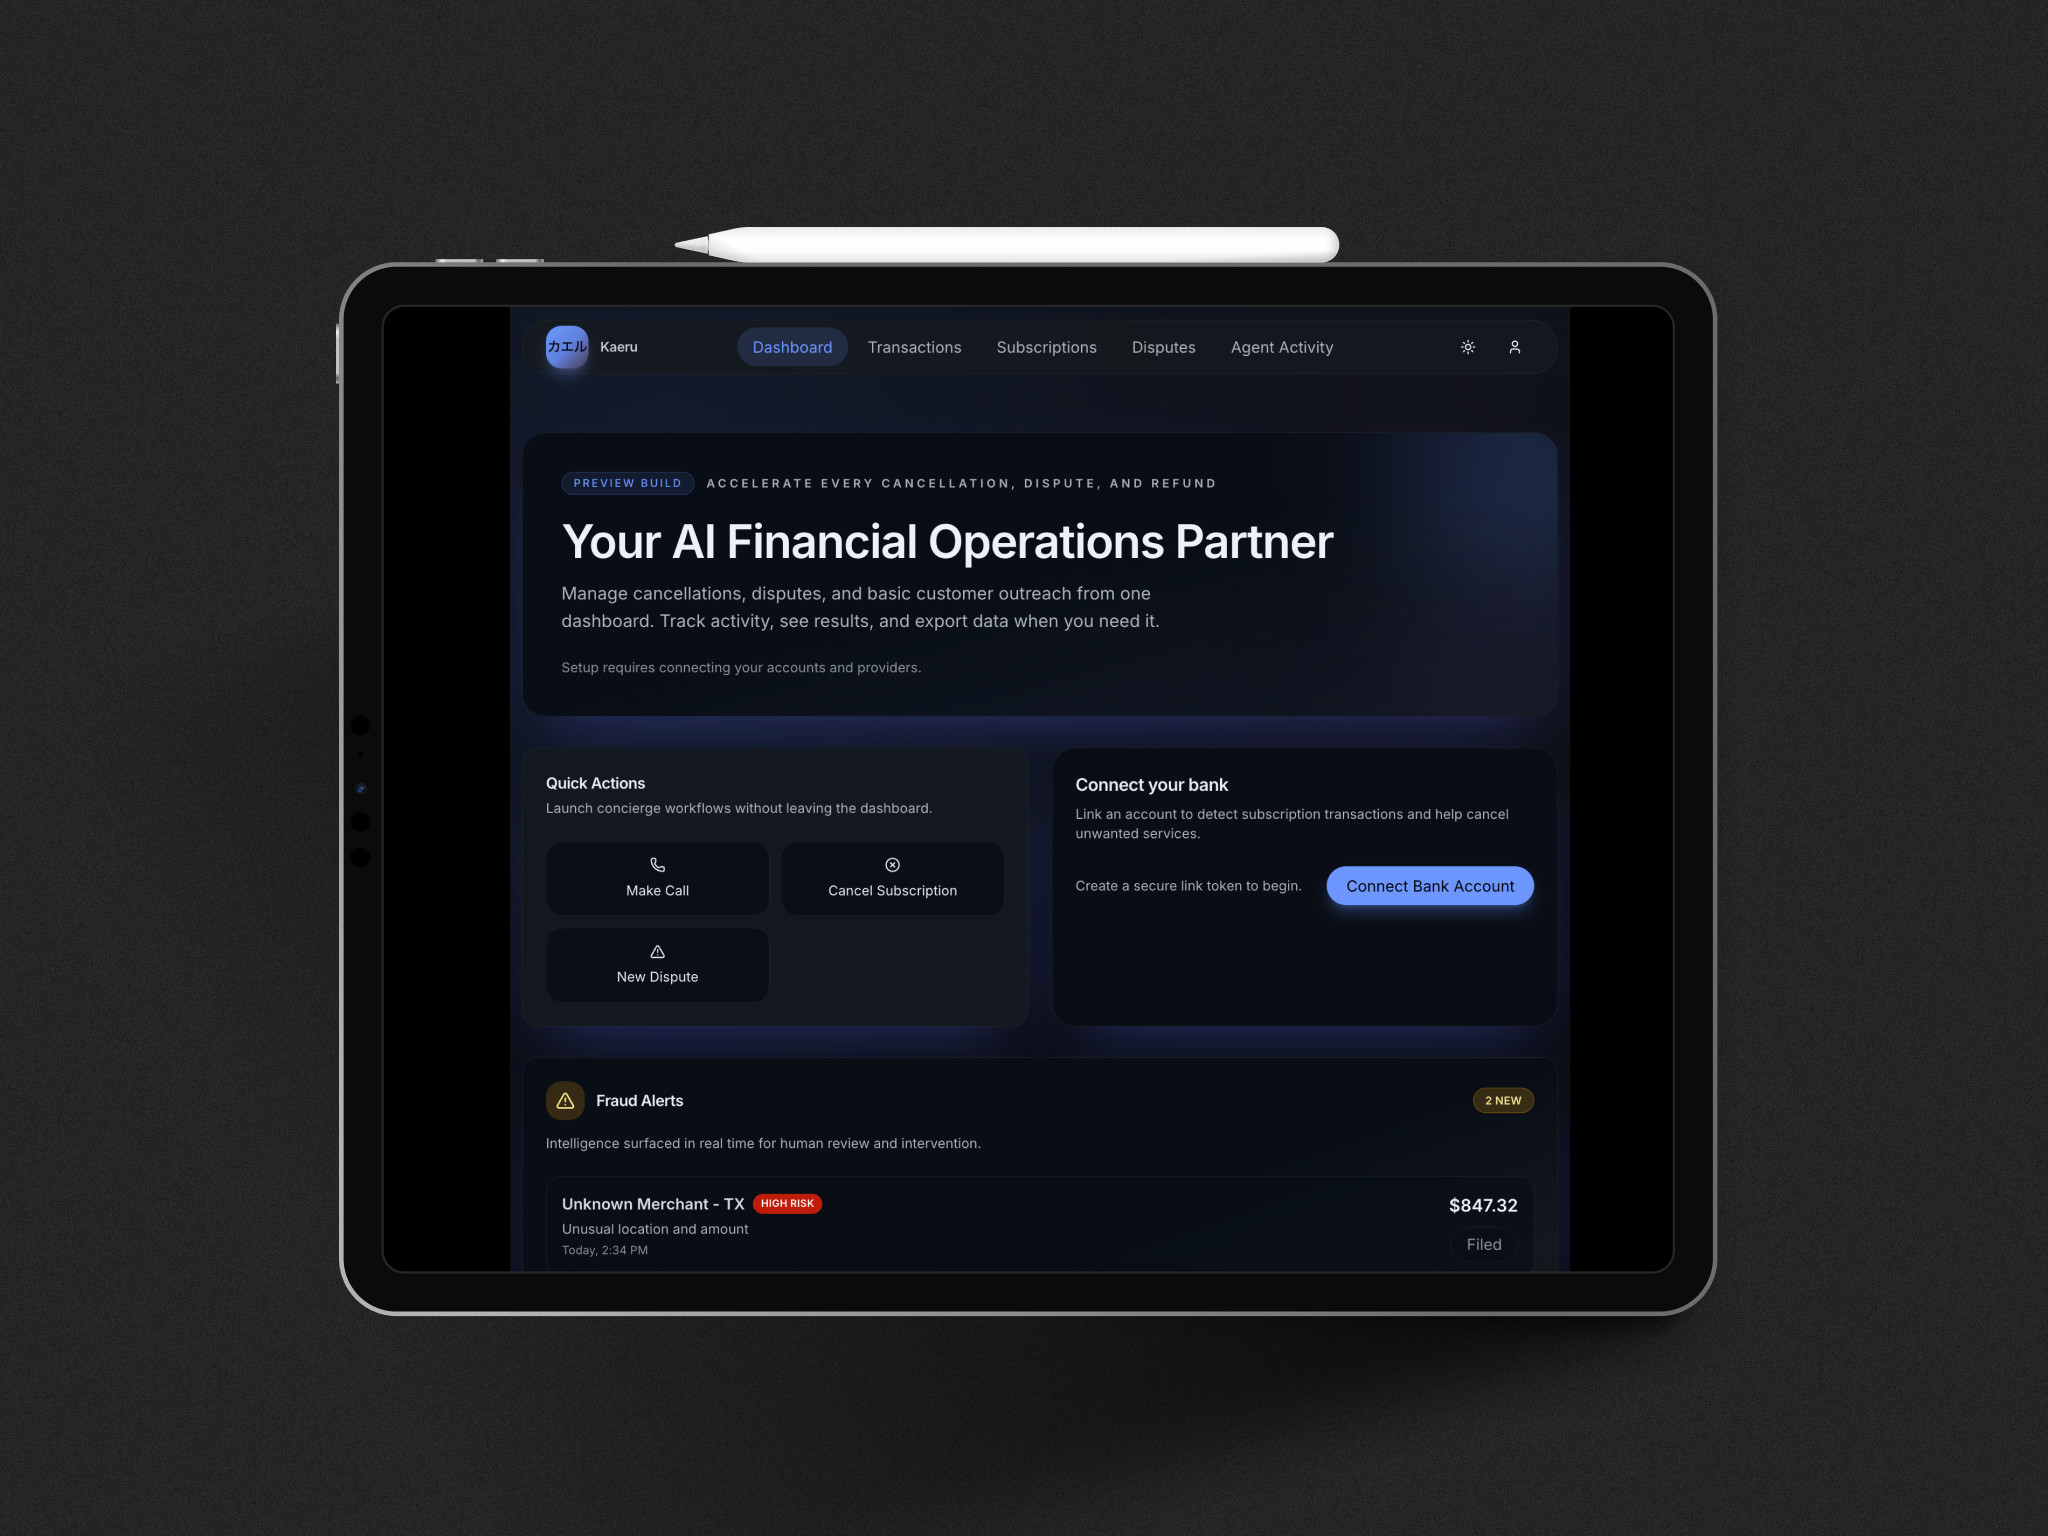 カエル Kaeru Dashboard Transactions Subscriptions Disputes Agent Activity
PREVIEW BUILD ACCELERATE EVERY CANCELLATION, DISPUTE, AND REFUND
Your AI Financial Operations Partner
Manage cancellations, disputes, and basic customer outreach from one
dashboard. Track activity, see results, and export data when you need it.
Setup requires connecting your accounts and providers.
Quick Actions
Launch concierge workflows without leaving the dashboard.
Make Call
Cancel Subscription
New Dispute
Connect your bank
Link an account to detect subscription transactions and help cancel
unwanted services.
Create a secure link token to begin.
Connect Bank Account
Fraud Alerts
2 NEW
Intelligence surfaced in real time for human review and intervention.
Unknown Merchant - TX HIGH RISK
$847.32
Unusual location and amount
Today, 2:34 PM
Filed